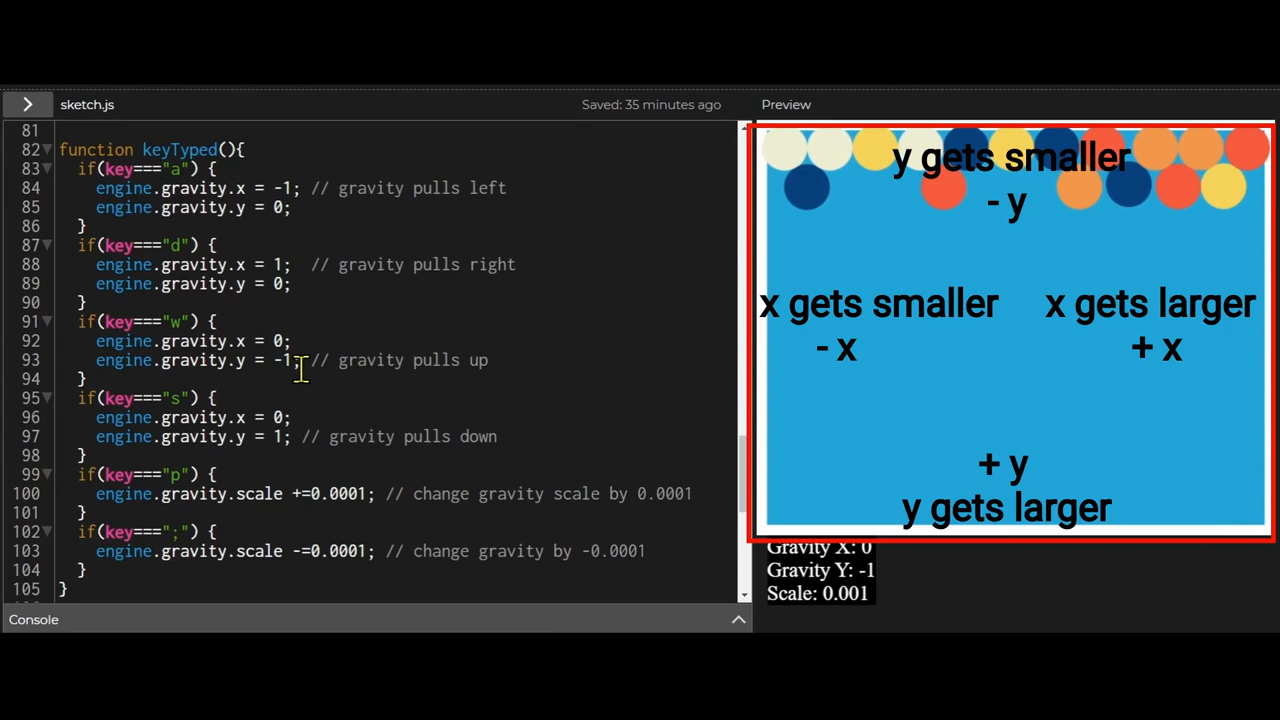 sketch.js
Saved: 35 minutes ago
Preview
81
82 function keyTyped(){
83 if(key==="a") {
84 engine.gravity.x = -1; // gravity pulls left
85 engine.gravity.y = 0;
86 }
87 if(key==="d") {
88 engine.gravity.x = 1; // gravity pulls right
89 engine.gravity.y = 0;
90 }
91 if(key==="w") {
92 engine.gravity.x = 0;
93 engine.gravity.y = -1; // gravity pulls up
94 }
95 if(key==="s") {
96 engine.gravity.x = 0;
97 engine.gravity.y = 1; // gravity pulls down
98 }
99 if(key==="p") {
100 engine.gravity.scale +=0.0001; // change gravity scale by 0.0001
101 }
102 if(key===";") {
103 engine.gravity.scale -=0.0001; // change gravity by -0.0001
104 }
105 }
Console
y gets smaller
- y
x gets smaller
- x
x gets larger
+ x
+ y
y gets larger
Gravity X: 0
Gravity Y: -1
Scale: 0.001